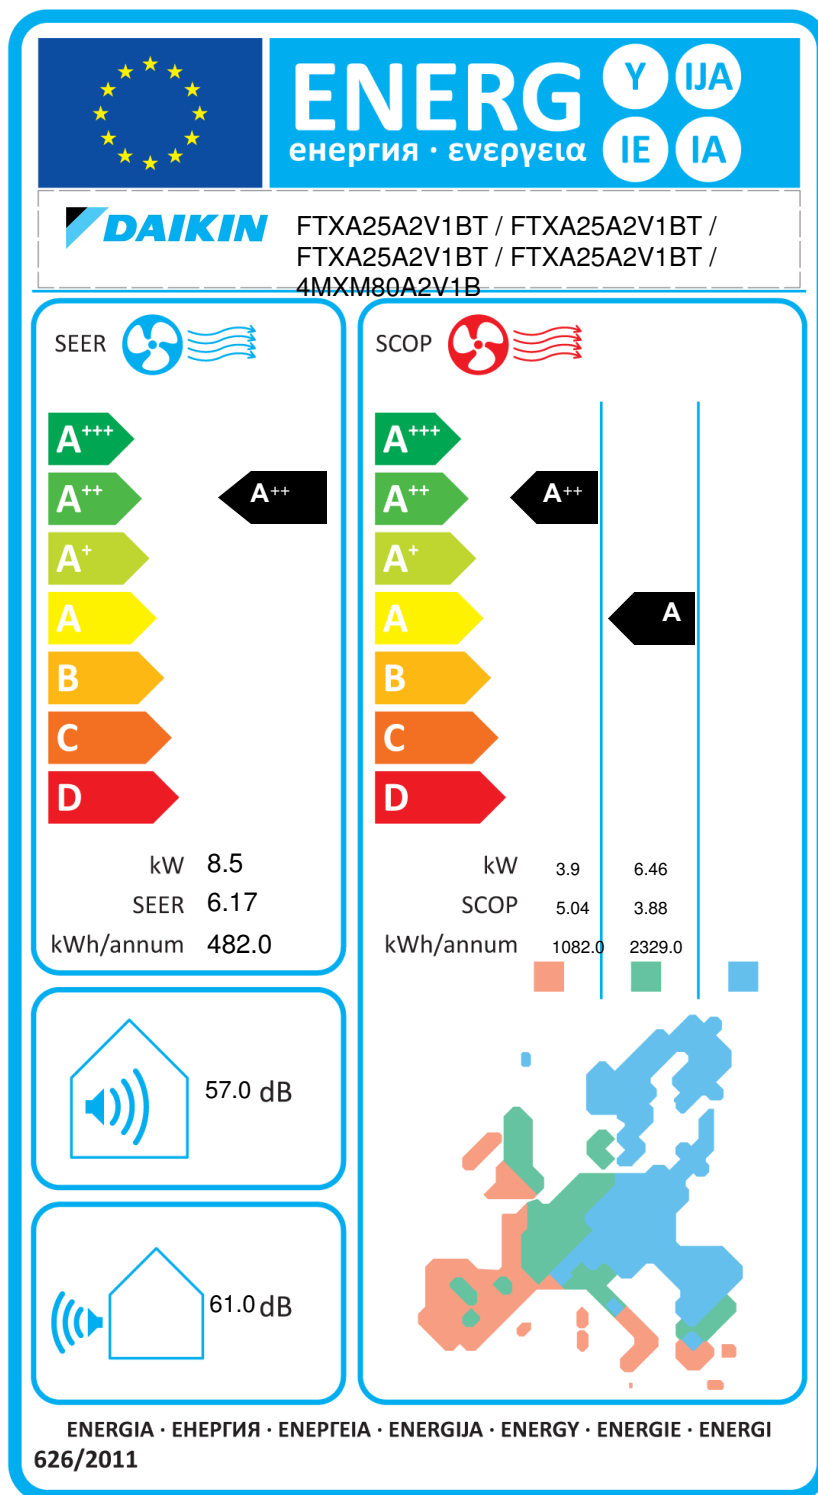 ENERG
енергия · ενεργεια
Y IJA
IE IA
DAIKIN
FTXA25A2V1BT / FTXA25A2V1BT /
FTXA25A2V1BT / FTXA25A2V1BT /
4MXM80A2V1B
SEER
A+++
A++ A++
A+
A
B
C
D
kW 8.5
SEER 6.17
kWh/annum 482.0
SCOP
A+++
A++ A++
A+
A A
B
C
D
kW 3.9 6.46
SCOP 5.04 3.88
kWh/annum 1082.0 2329.0
57.0 dB
61.0 dB
ENERGIA · ЕНЕРГИЯ · ΕΝΕΡΓΕΙΑ · ENERGIJA · ENERGY · ENERGIE · ENERGI
626/2011